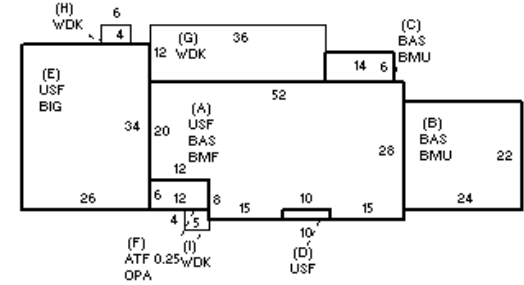 (H)
WDK
6
4
(G)
WDK
36
12
(C)
BAS
BMU
14 6
(E)
USF
BIG
52
(A)
USF
BAS
BMF
34 20
(B)
BAS
BMU
28
22
12
26
6 12 8
15
10
15
24
4 5
10
(F)
ATF 0.25
OPA
(I)
WDK
(D)
USF